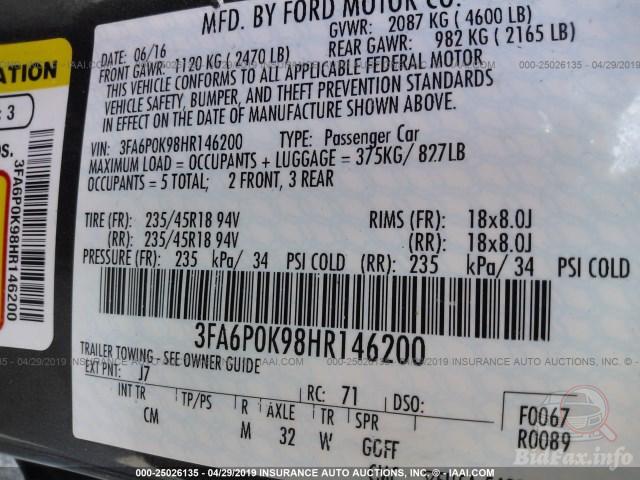 MFD. BY FORD MOTOR CO.
DATE: 06/16
GVWR: 2087 KG ( 4600 LB)
FRONT GAWR: 1120 KG ( 2470 LB)
REAR GAWR: 982 KG ( 2165 LB)
THIS VEHICLE CONFORMS TO ALL APPLICABLE FEDERAL MOTOR
VEHICLE SAFETY, BUMPER, AND THEFT PREVENTION STANDARDS
IN EFFECT ON THE DATE OF MANUFACTURE SHOWN ABOVE.
VIN: 3FA6P0K98HR146200 TYPE: Passenger Car
MAXIMUM LOAD = OCCUPANTS + LUGGAGE = 375KG/ 827LB
OCCUPANTS = 5 TOTAL; 2 FRONT, 3 REAR
TIRE (FR): 235/45R18 94V RIMS (FR): 18x8.0J
(RR): 235/45R18 94V (RR): 18x8.0J
PRESSURE (FR): 235 kPa/ 34 PSI COLD (RR): 235 kPa/ 34 PSI COLD
3FA6P0K98HR146200
TRAILER TOWING - SEE OWNER GUIDE
EXT PNT: J7 RC: 71 DSO:
INT TR TP/PS R AXLE TR SPR
CM M 32 W GGFF
F0067
R0089
3FA6P0K98HR146200
000-25026135 - 04/29/2019 INSURANCE AUTO AUCTIONS - IAAI.COM
BidFax.info